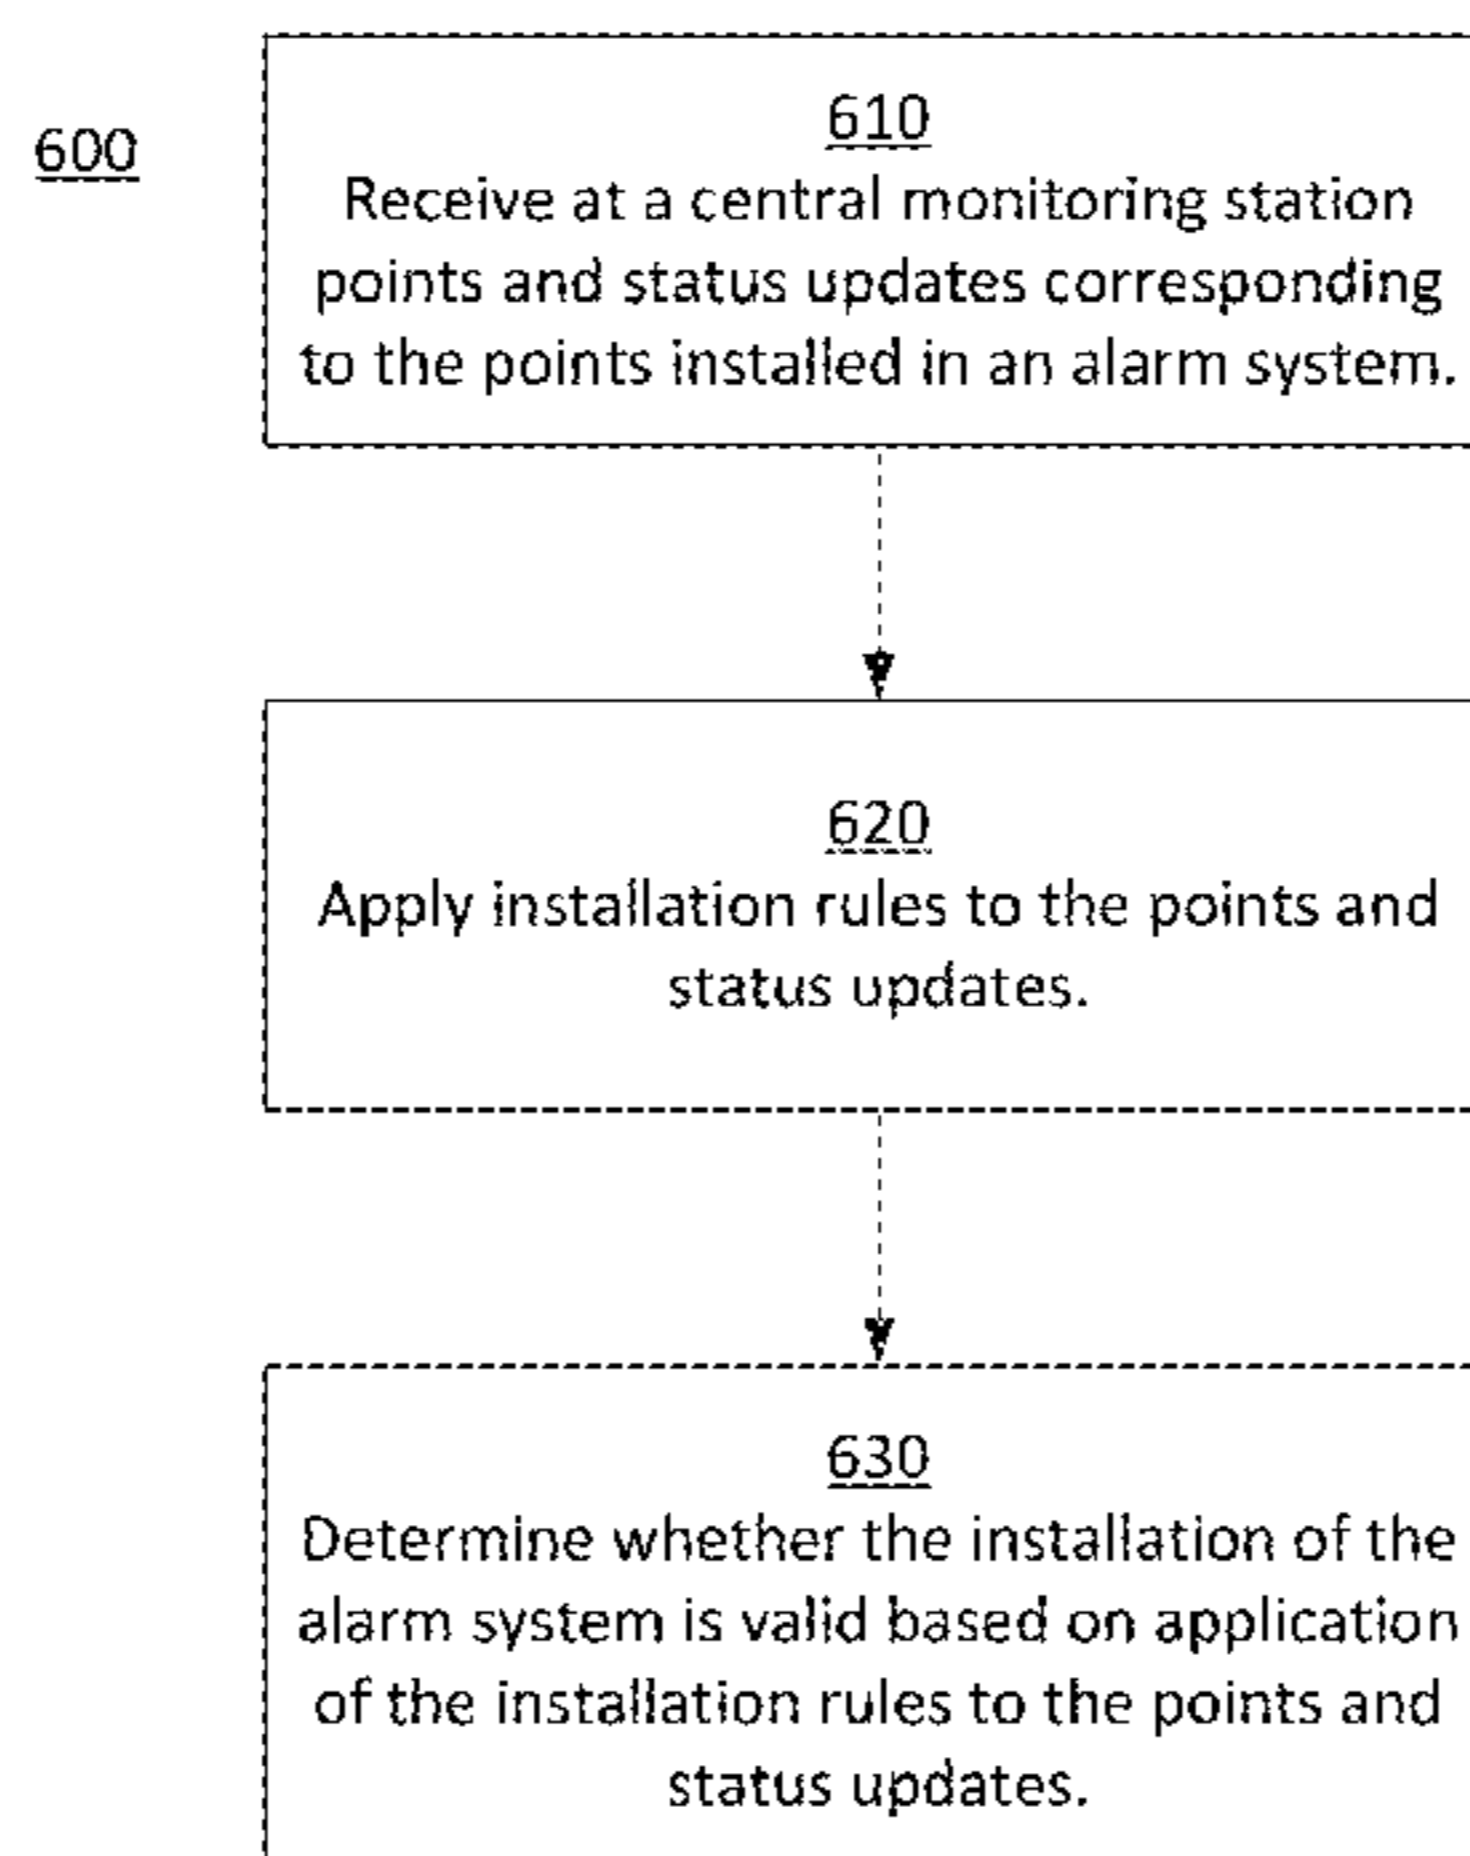 600
610
Receive at a central monitoring station
points and status updates corresponding
to the points installed in an alarm system.
620
Apply installation rules to the points and
status updates.
630
Determine whether the installation of the
alarm system is valid based on application
of the installation rules to the points and
status updates.